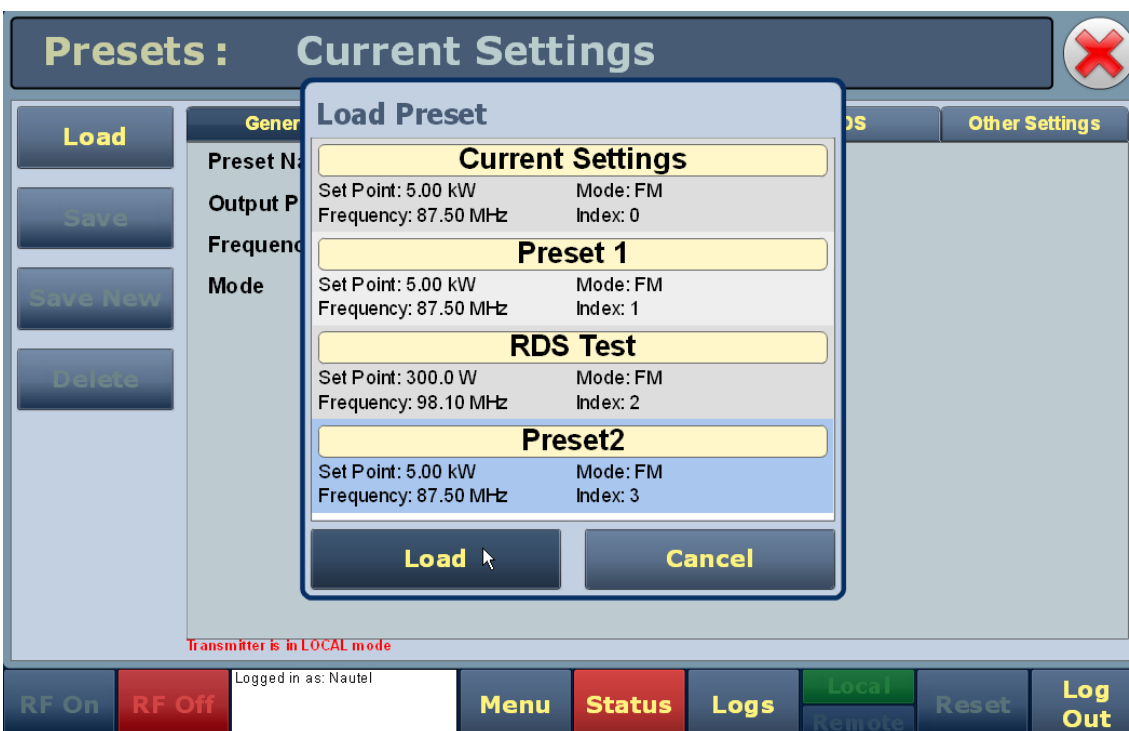 Presets: Current Settings
Load
Save
Save New
Delete
Gener
DS
Other Settings
Preset Na
Output P
Frequenc
Mode
Load Preset
Current Settings
Set Point: 5.00 kW Mode: FM
Frequency: 87.50 MHz Index: 0
Preset 1
Set Point: 5.00 kW Mode: FM
Frequency: 87.50 MHz Index: 1
RDS Test
Set Point: 300.0 W Mode: FM
Frequency: 98.10 MHz Index: 2
Preset2
Set Point: 5.00 kW Mode: FM
Frequency: 87.50 MHz Index: 3
Load Cancel
Transmitter is in LOCAL mode
RF On RF Off
Logged in as: Nautel
Menu Status Logs
Local
Remote
Reset
Log
Out